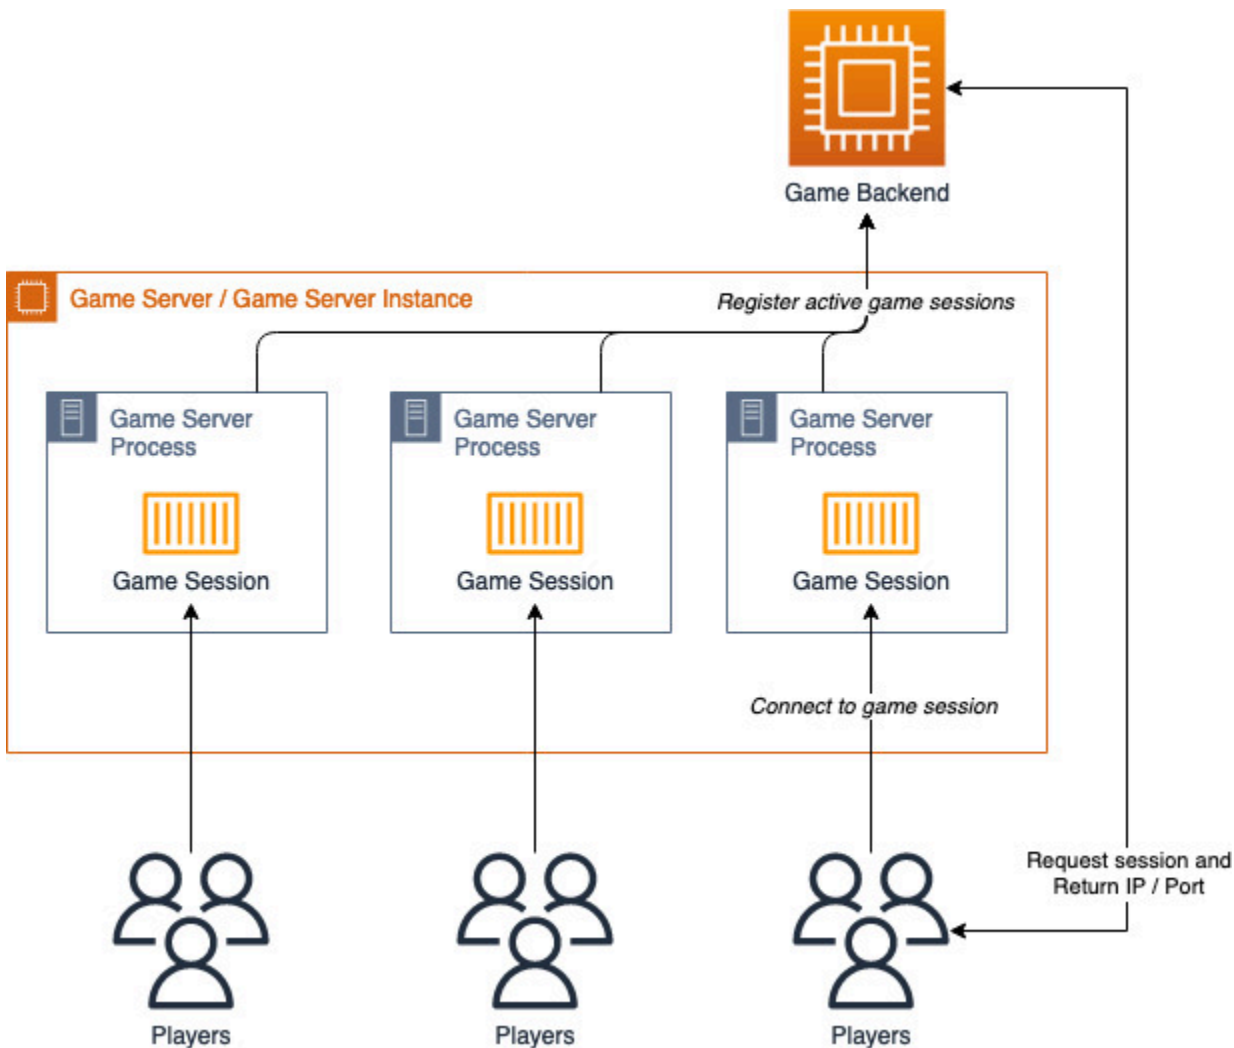 Game Backend
Game Server / Game Server Instance
Register active game sessions
Game Server
Process
Game Session
Game Server
Process
Game Session
Game Server
Process
Game Session
Connect to game session
Request session and
Return IP / Port
Players
Players
Players